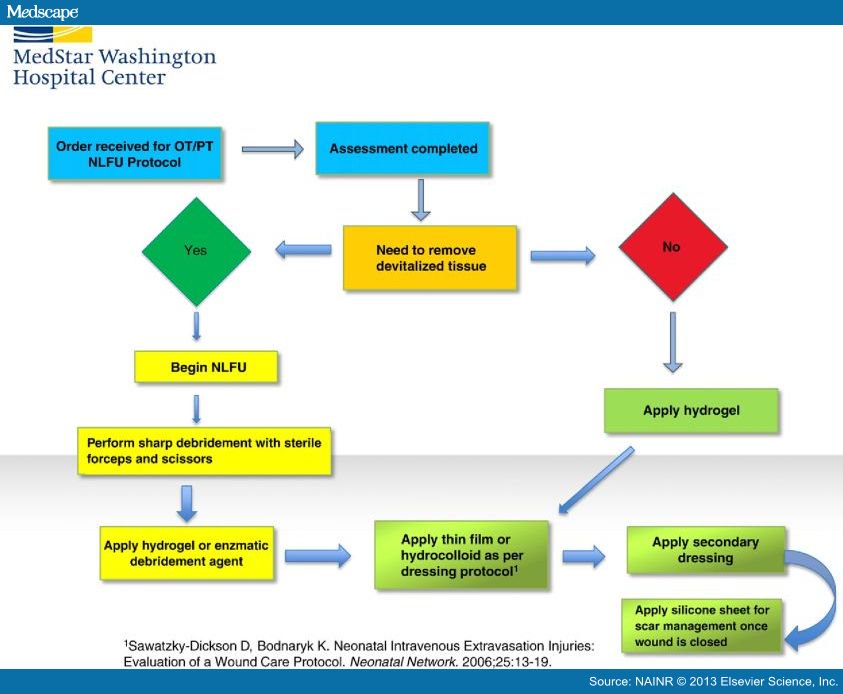 Medscape
MedStar Washington
Hospital Center
Order received for OT/PT
NLFU Protocol
Assessment completed
Yes
Need to remove
devitalized tissue
No
Begin NLFU
Apply hydrogel
Perform sharp debridement with sterile
forceps and scissors
Apply hydrogel or enzmatic
debridement agent
Apply thin film or
hydrocolloid as per
dressing protocol¹
Apply secondary
dressing
Apply silicone sheet for
scar management once
wound is closed
¹Sawatzky-Dickson D, Bodnaryk K. Neonatal Intravenous Extravasation Injuries:
Evaluation of a Wound Care Protocol. Neonatal Network. 2006;25:13-19.
Source: NAINR © 2013 Elsevier Science, Inc.